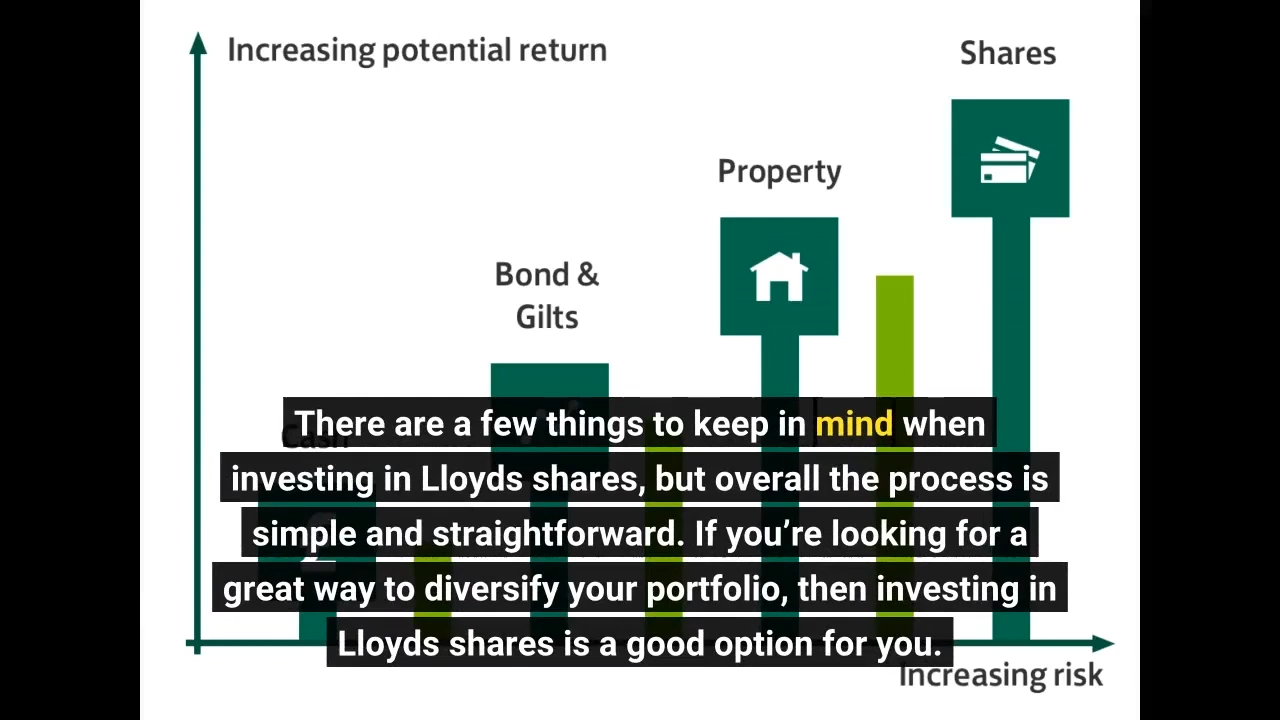 Increasing potential return
Shares
Property
Bond &
Gilts
Cash
There are a few things to keep in mind when
investing in Lloyds shares, but overall the process is
simple and straightforward. If you’re looking for a
great way to diversify your portfolio, then investing in
Lloyds shares is a good option for you.
Increasing risk